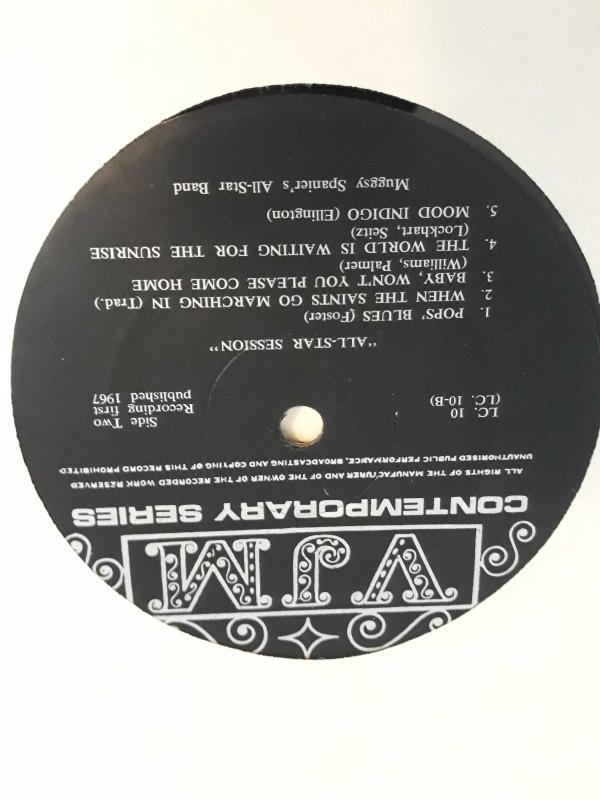 VJM
CONTEMPORARY SERIES
ALL RIGHTS OF THE MANUFACTURER AND OF THE OWNER OF THE RECORDED WORK RESERVED
UNAUTHORISED PUBLIC PERFORMANCE, BROADCASTING AND COPYING OF THIS RECORD PROHIBITED
LC. 10
(LC. 10-B)
Side Two
Recording first
published 1967
"ALL-STAR SESSION"
1. POPS' BLUES (Foster)
2. WHEN THE SAINTS GO MARCHING IN (Trad.)
3. BABY, WON'T YOU PLEASE COME HOME
(Williams, Palmer)
4. THE WORLD IS WAITING FOR THE SUNRISE
(Lockhart, Seitz)
5. MOOD INDIGO (Ellington)
Muggsy Spanier's All-Star Band